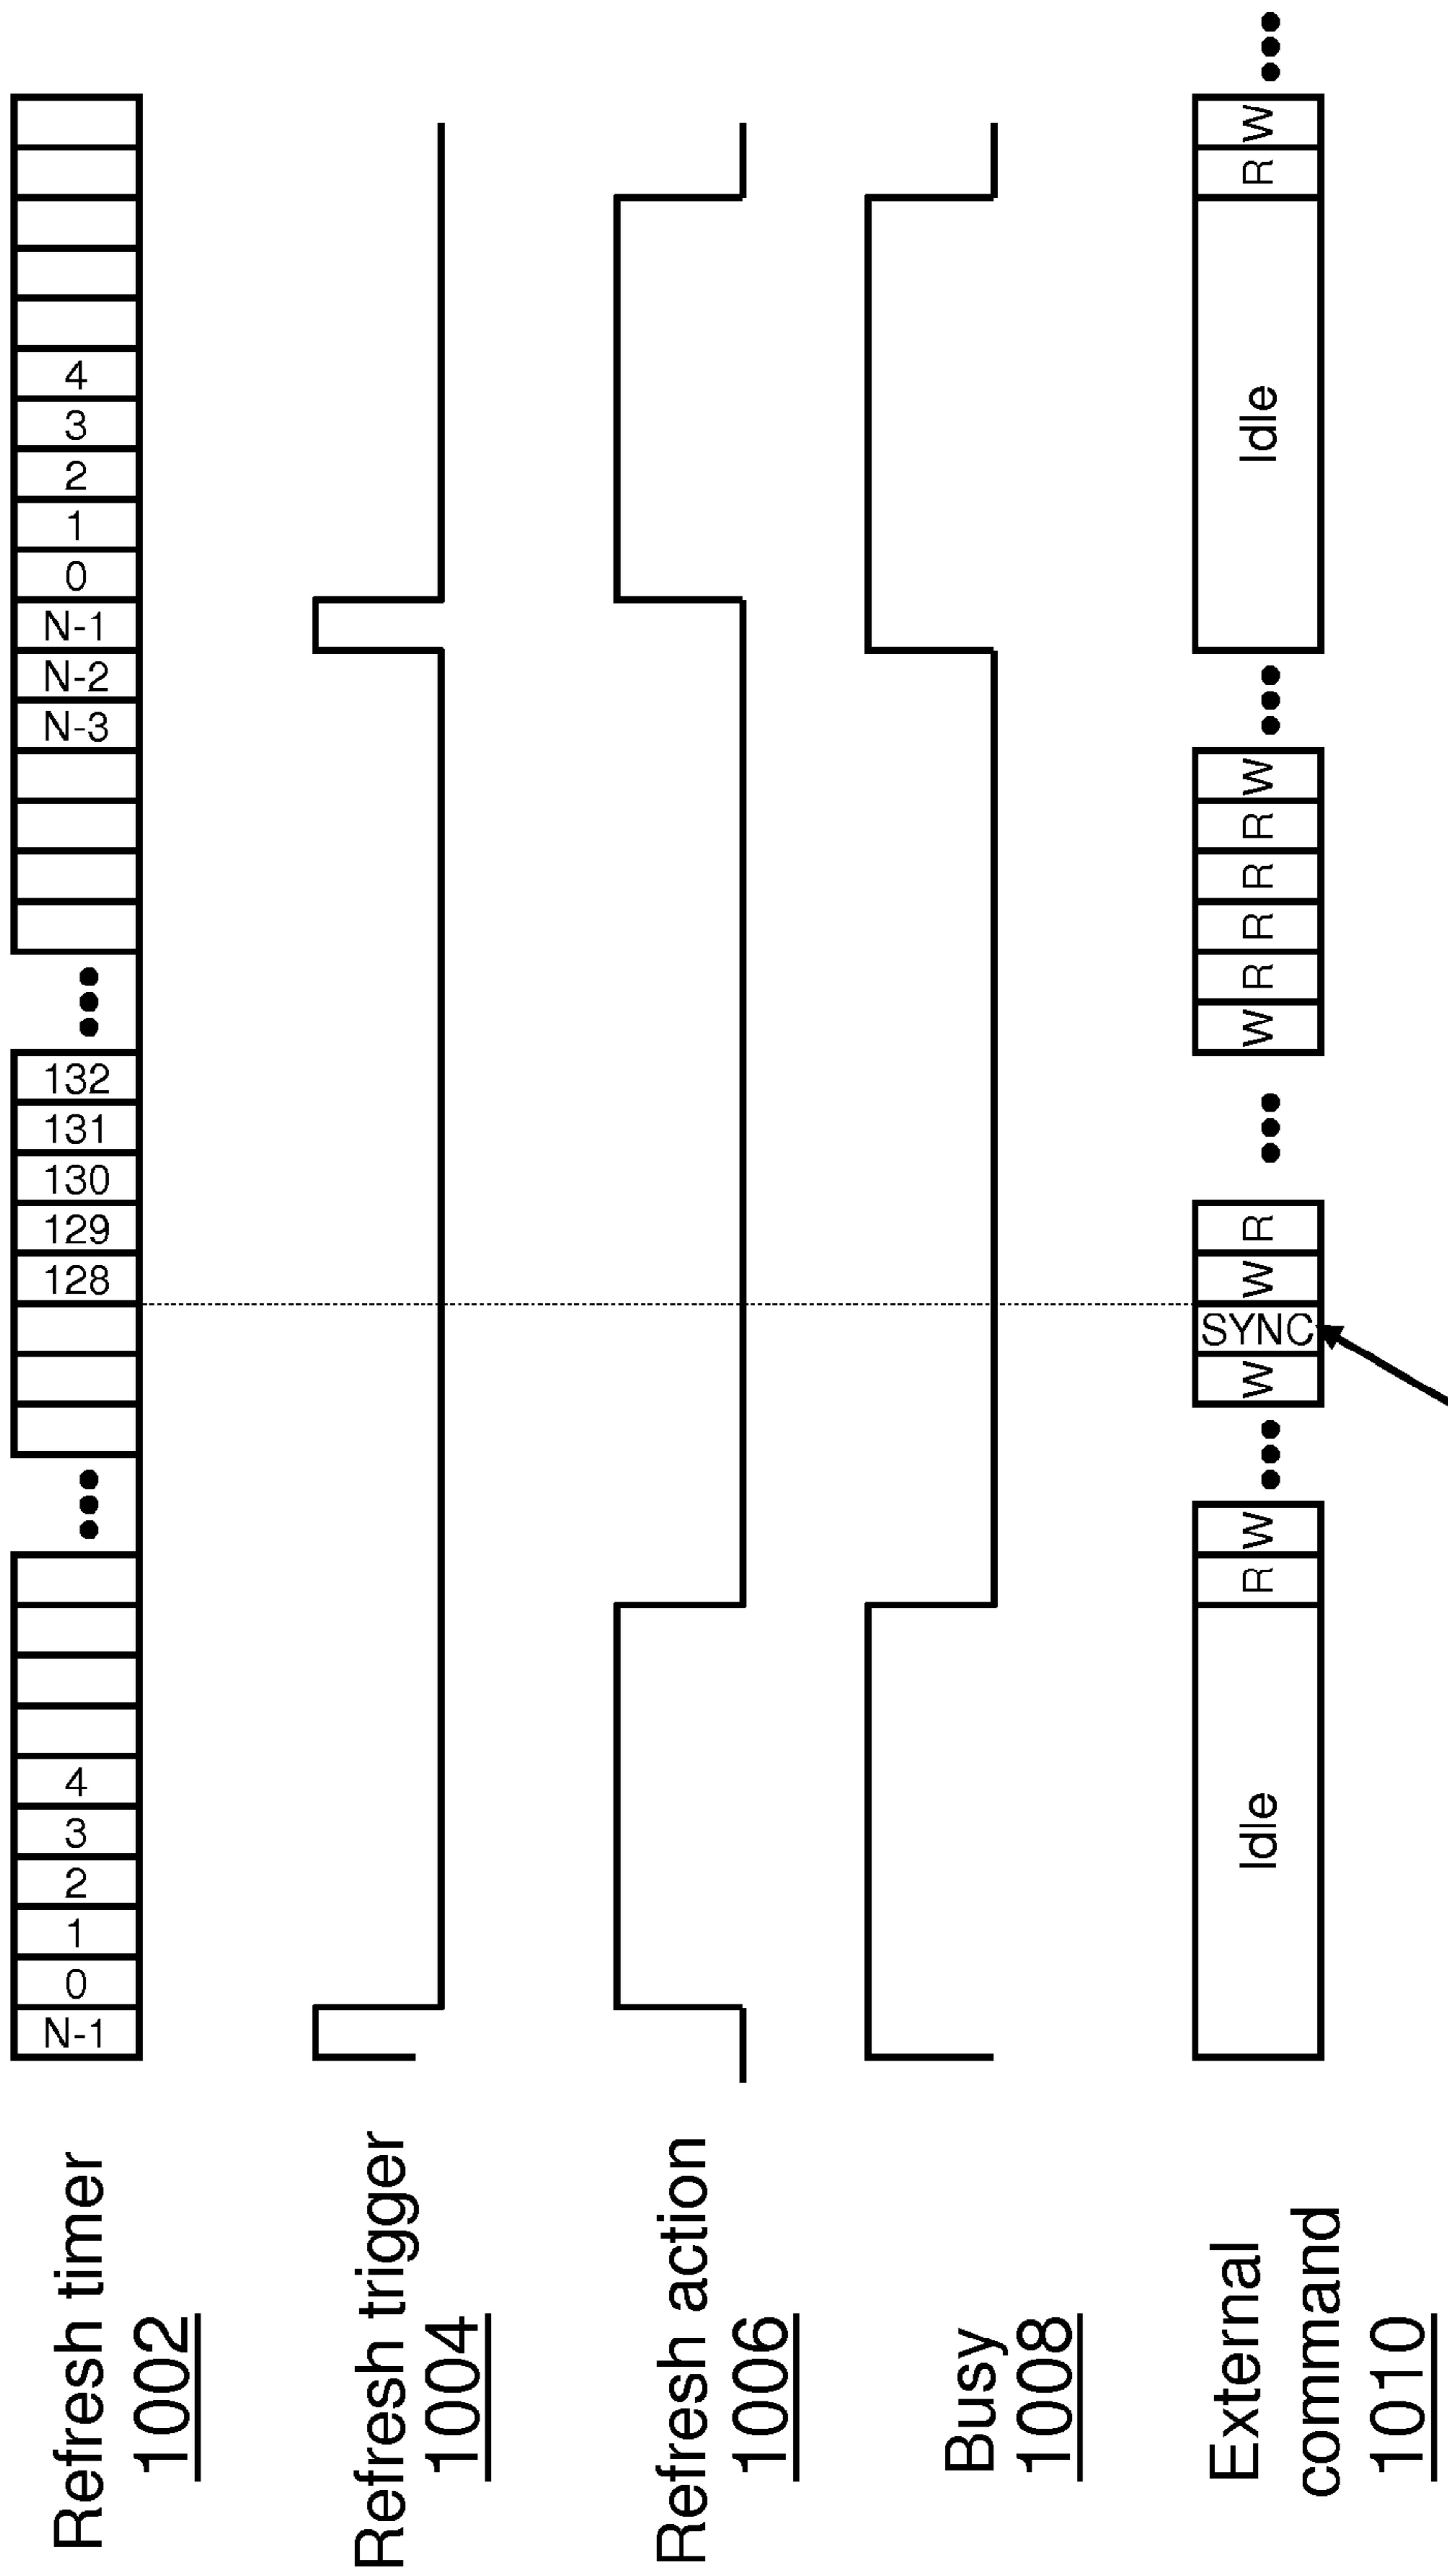 Refresh timer
1002
N-1 0 1 2 3 4 ••• 128 129 130 131 132 ••• N-3 N-2 N-1 0 1 2 3 4
Refresh trigger
1004
Refresh action
1006
Busy
1008
External
command
1010
Idle R W ••• W SYNC W R ••• W R R R R W ••• Idle R W •••